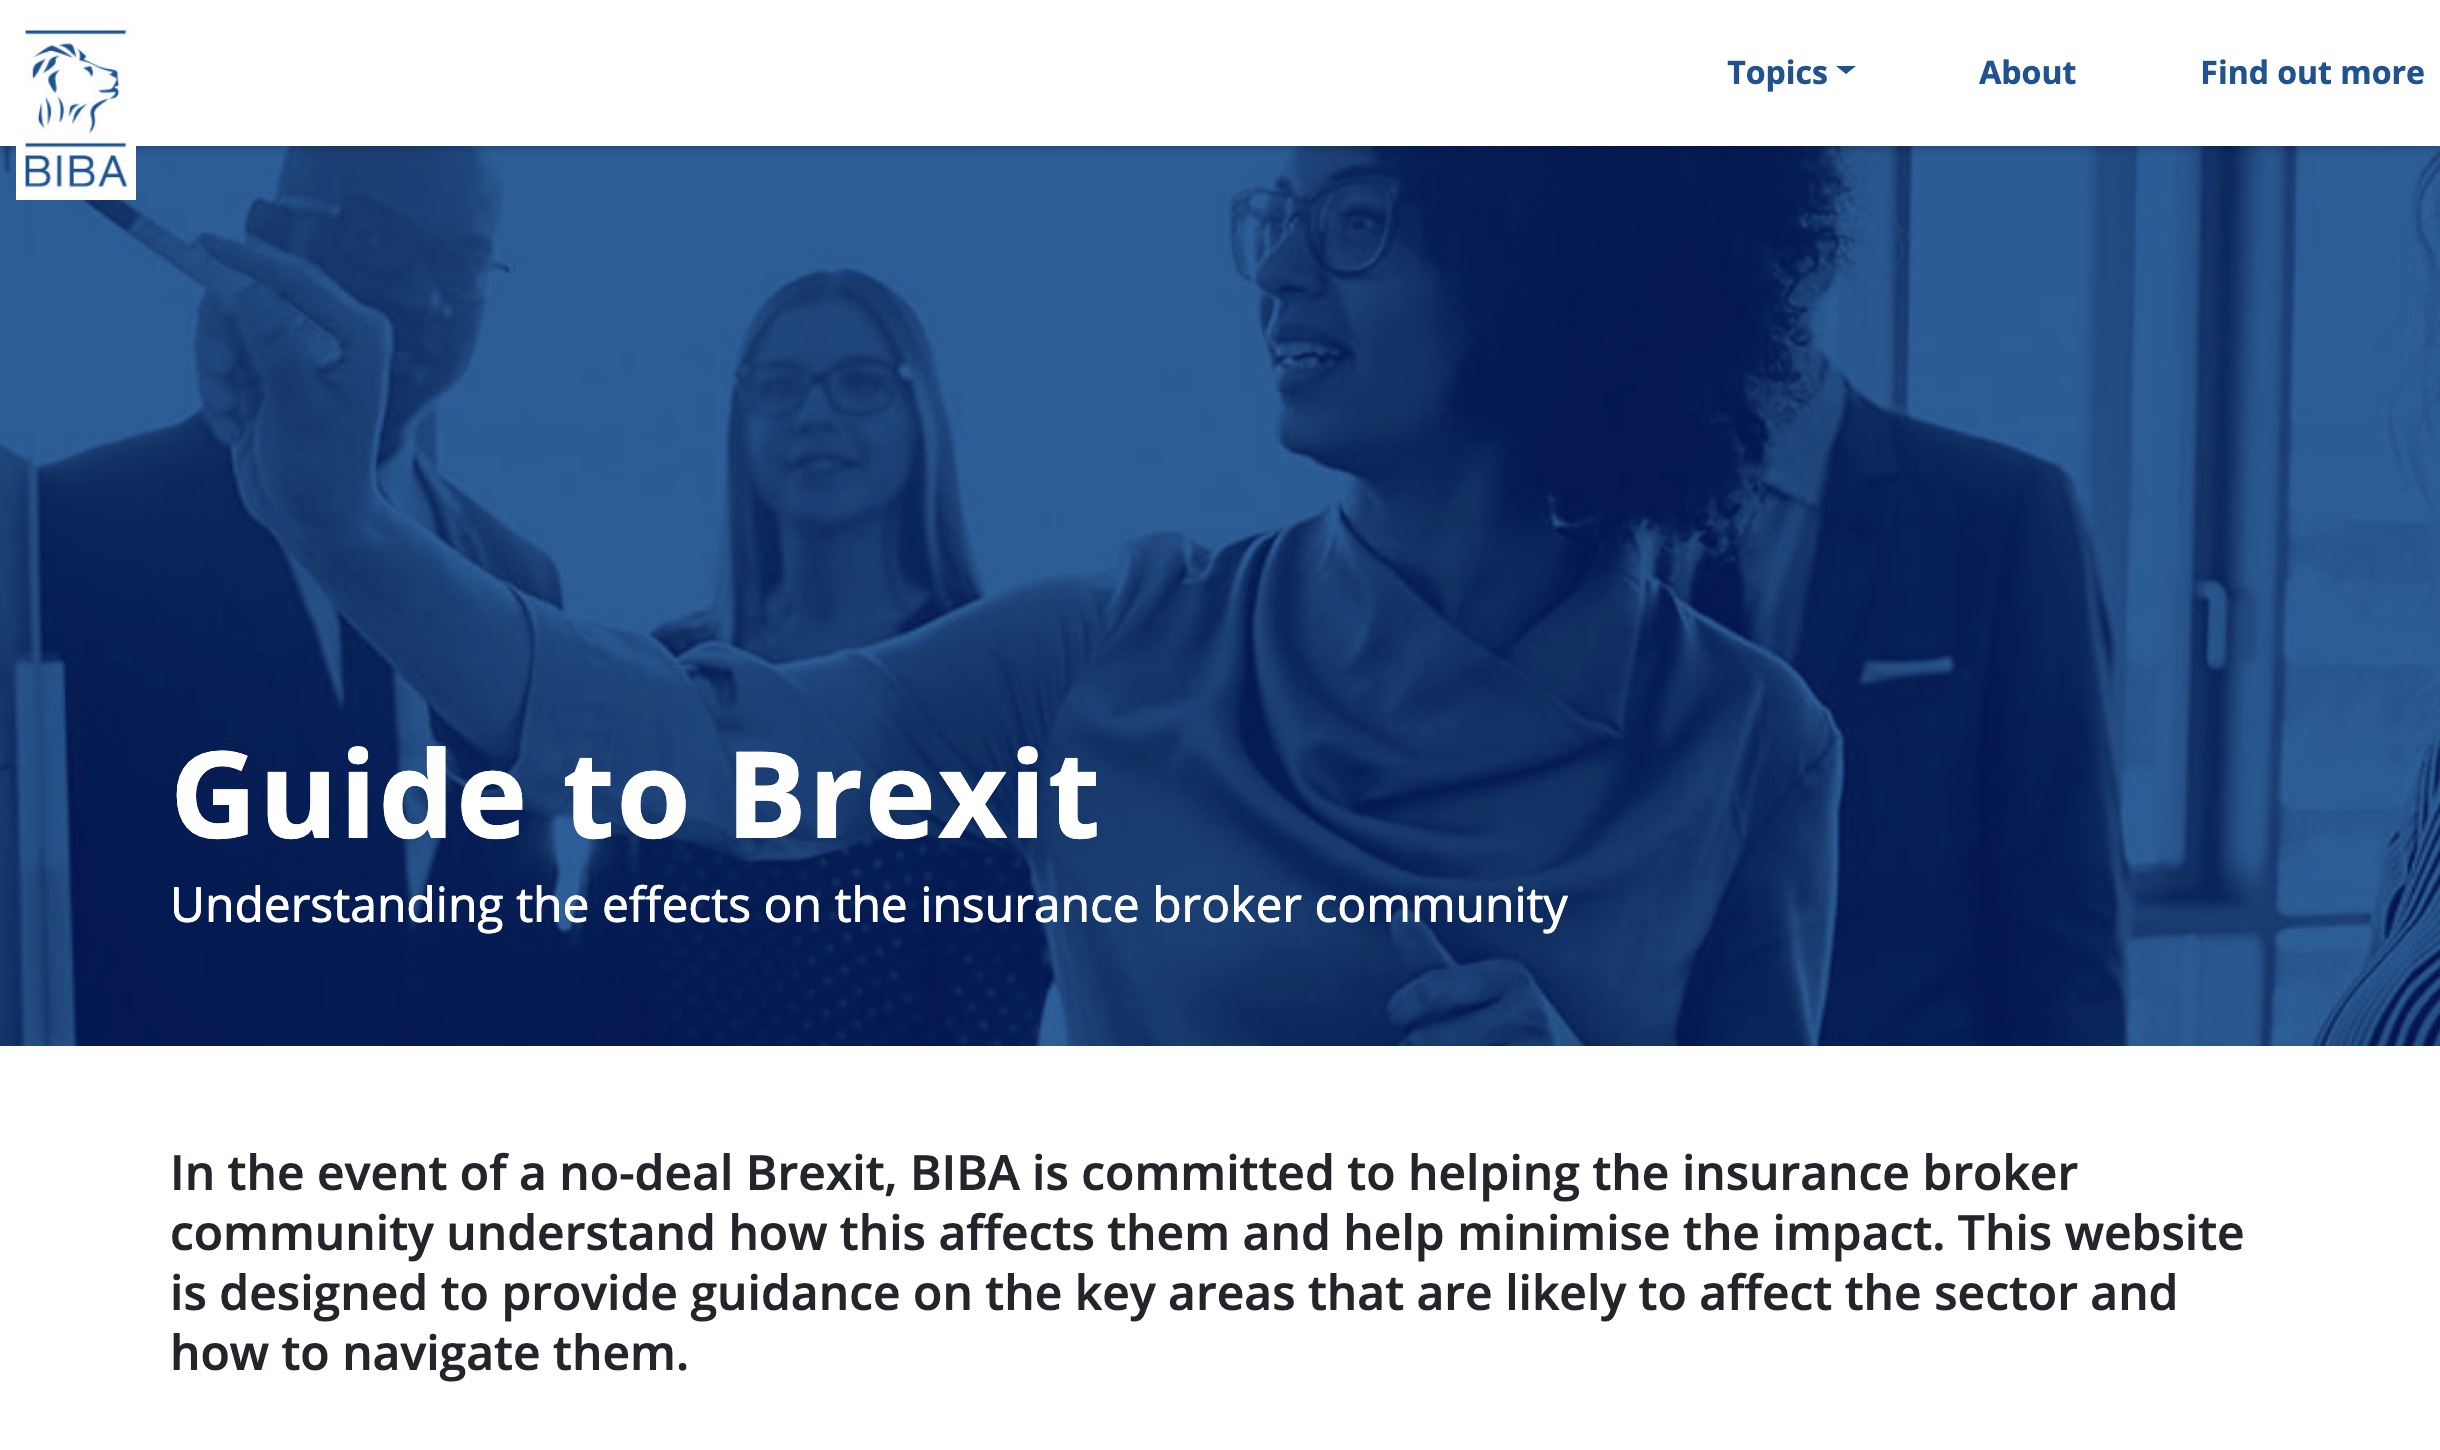 BIBA
Topics
About
Find out more
Guide to Brexit
Understanding the effects on the insurance broker community
In the event of a no-deal Brexit, BIBA is committed to helping the insurance broker
community understand how this affects them and help minimise the impact. This website
is designed to provide guidance on the key areas that are likely to affect the sector and
how to navigate them.